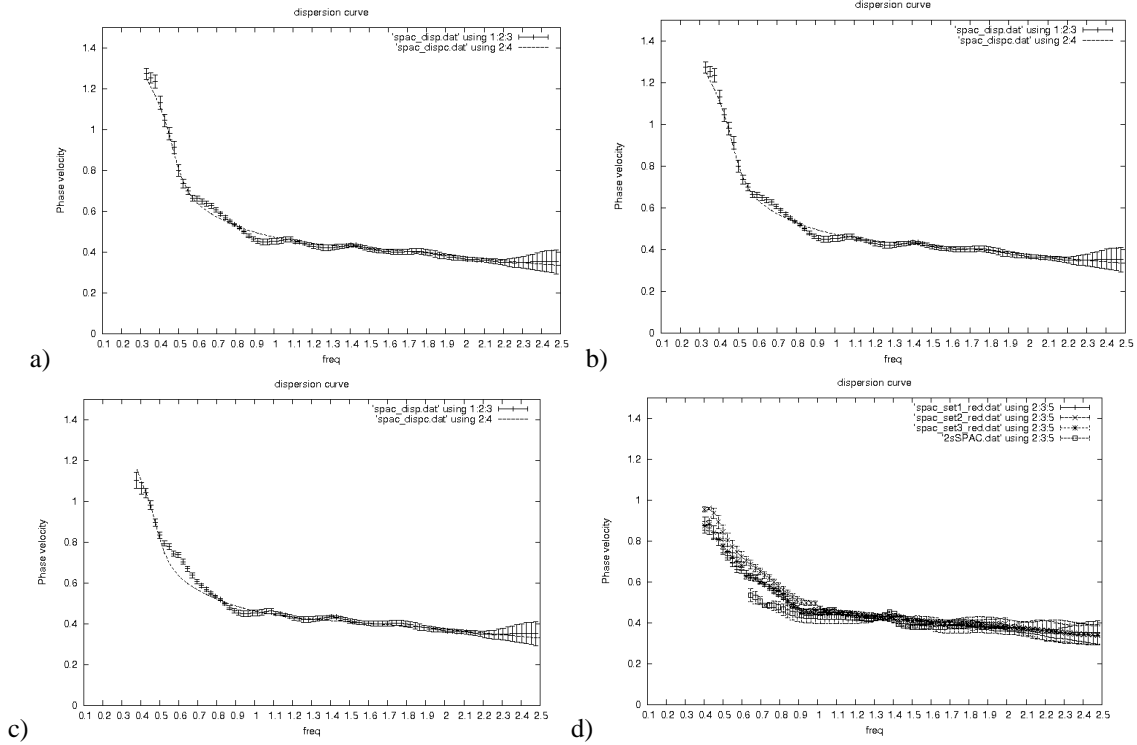 dispersion curve
'spac_disp.dat' using 1:2:3
'spac_dispc.dat' using 2:4
Phase velocity
1.4
1.2
1
0.8
0.6
0.4
0.2
0
0.1 0.2 0.3 0.4 0.5 0.6 0.7 0.8 0.9 1 1.1 1.2 1.3 1.4 1.5 1.6 1.7 1.8 1.9 2 2.1 2.2 2.3 2.4 2.5
freq
a)
dispersion curve
'spac_disp.dat' using 1:2:3
'spac_dispc.dat' using 2:4
Phase velocity
1.4
1.2
1
0.8
0.6
0.4
0.2
0
0.1 0.2 0.3 0.4 0.5 0.6 0.7 0.8 0.9 1 1.1 1.2 1.3 1.4 1.5 1.6 1.7 1.8 1.9 2 2.1 2.2 2.3 2.4 2.5
freq
b)
dispersion curve
'spac_disp.dat' using 1:2:3
'spac_dispc.dat' using 2:4
Phase velocity
1.4
1.2
1
0.8
0.6
0.4
0.2
0
0.1 0.2 0.3 0.4 0.5 0.6 0.7 0.8 0.9 1 1.1 1.2 1.3 1.4 1.5 1.6 1.7 1.8 1.9 2 2.1 2.2 2.3 2.4 2.5
freq
c)
dispersion curve
'spac_set1_red.dat' using 2:3:5
'spac_set2_red.dat' using 2:3:5
'spac_set3_red.dat' using 2:3:5
'2sSPAC.dat' using 2:3:5
Phase velocity
1.4
1.2
1
0.8
0.6
0.4
0.2
0
0.1 0.2 0.3 0.4 0.5 0.6 0.7 0.8 0.9 1 1.1 1.2 1.3 1.4 1.5 1.6 1.7 1.8 1.9 2 2.1 2.2 2.3 2.4 2.5
freq
d)